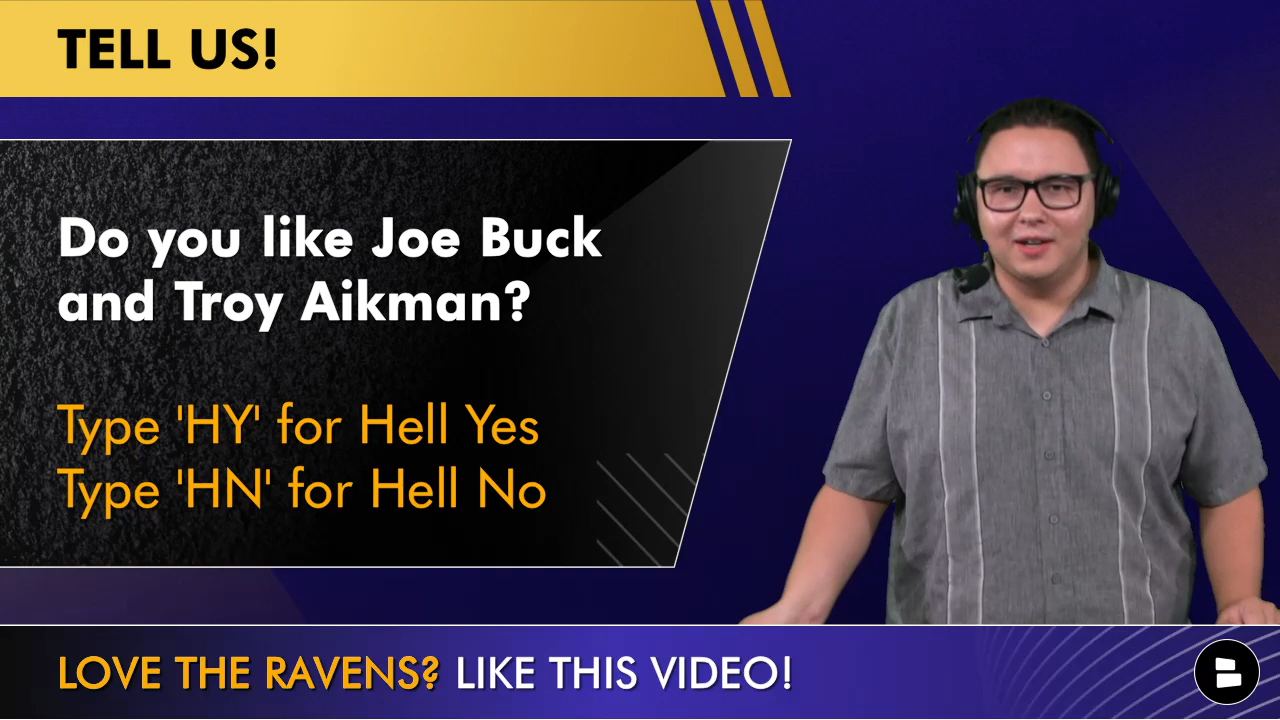 TELL US!
Do you like Joe Buck
and Troy Aikman?
Type 'HY' for Hell Yes
Type 'HN' for Hell No
LOVE THE RAVENS? LIKE THIS VIDEO!